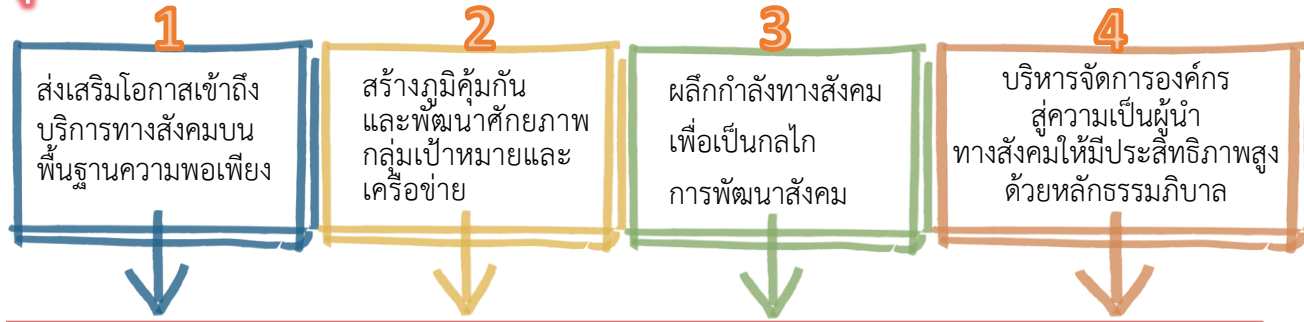 1
ส่งเสริมโอกาสเข้าถึง
บริการทางสังคมบน
พื้นฐานความพอเพียง
2
สร้างภูมิคุ้มกัน
และพัฒนาศักยภาพ
กลุ่มเป้าหมายและ
เครือข่าย
3
ผลึกกำลังทางสังคม
เพื่อเป็นกลไก
การพัฒนาสังคม
4
บริหารจัดการองค์กร
สู่ความเป็นผู้นำ
ทางสังคมให้มีประสิทธิภาพสูง
ด้วยหลักธรรมภิบาล